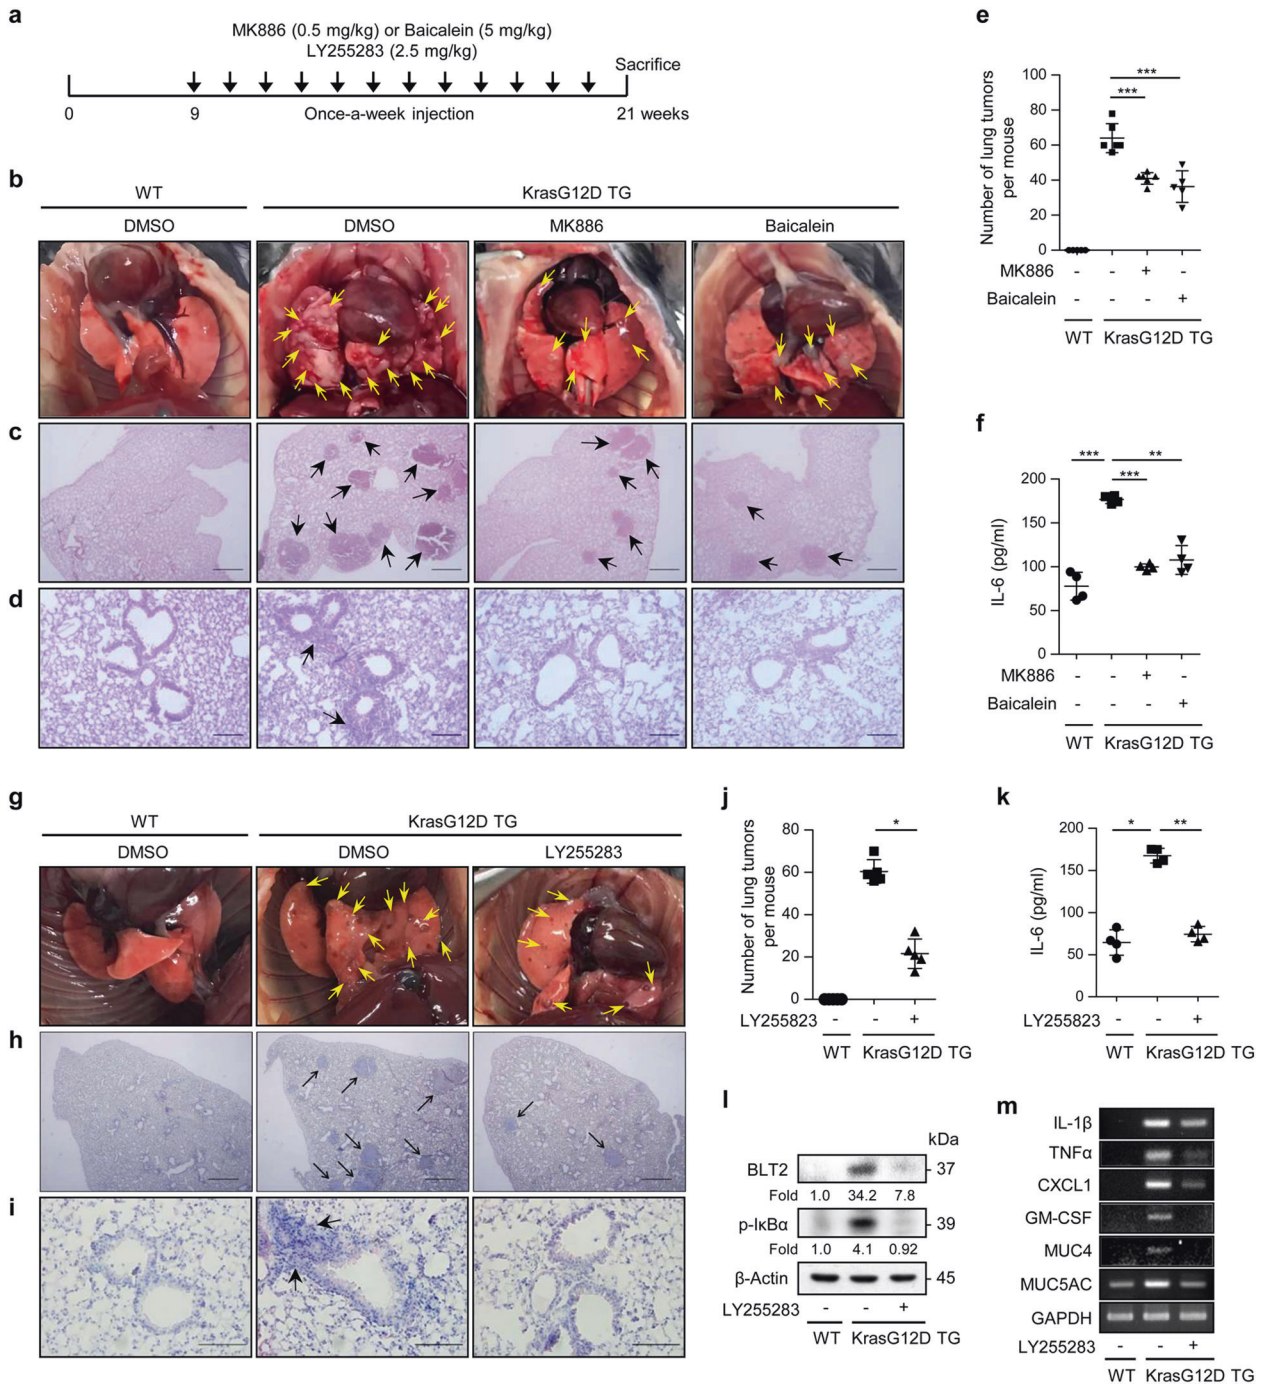 a
MK886 (0.5 mg/kg) or Baicalein (5 mg/kg)
LY255283 (2.5 mg/kg)
Sacrifice
0 9 Once-a-week injection 21 weeks
b
WT KrasG12D TG
DMSO DMSO MK886 Baicalein
c
d
e
Number of lung tumors
per mouse
100
80
60
40
20
0
*** 
***
MK886 - - + -
Baicalein - - - +
WT KrasG12D TG
f
IL-6 (pg/ml)
*** **
***
200
150
100
50
0
MK886 - - + -
Baicalein - - - +
WT KrasG12D TG
g
WT KrasG12D TG
DMSO DMSO LY255283
h
i
j
Number of lung tumors
per mouse
80
60
40
20
0
*
LY255823 - - +
WT KrasG12D TG
k
IL-6 (pg/ml)
200
150
100
50
0
* **
LY255823 - - +
WT KrasG12D TG
l
kDa
BLT2 37
Fold 1.0 34.2 7.8
p-IκBα 39
Fold 1.0 4.1 0.92
β-Actin 45
LY255283 - - +
WT KrasG12D TG
m
IL-1β
TNFα
CXCL1
GM-CSF
MUC4
MUC5AC
GAPDH
LY255283 - - +
WT KrasG12D TG